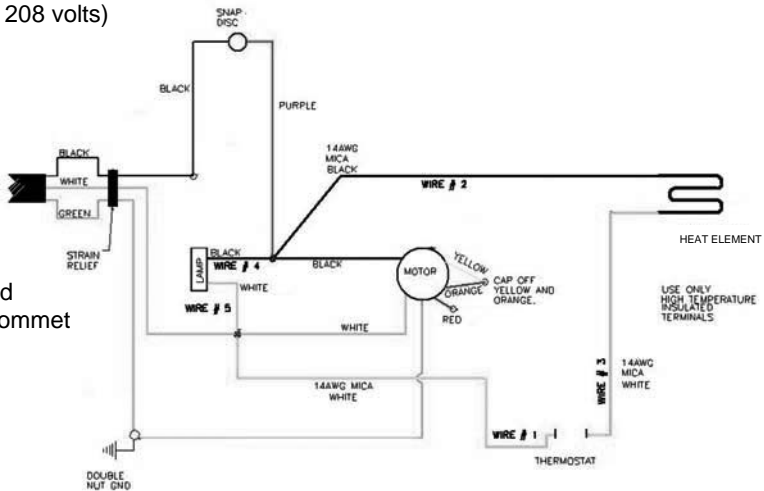 208 volts)
SNAP-
DISC
BLACK
PURPLE
BLACK
WHITE
GREEN
STRAIN
RELIEF
14AWG
MICA
BLACK
WIRE # 2
HEAT ELEMENT
LAMP
BLACK
WIRE # 4
BLACK
WHITE
WIRE # 5
MOTOR
YELLOW
ORANGE
RED
CAP OFF
YELLOW AND
ORANGE.
USE ONLY
HIGH TEMPERATURE
INSULATED
TERMINALS
d
ommet
WHITE
14AWG MICA
WHITE
WIRE # 3
14AWG
MICA
WHITE
WIRE # 1
THERMOSTAT
DOUBLE
NUT GND